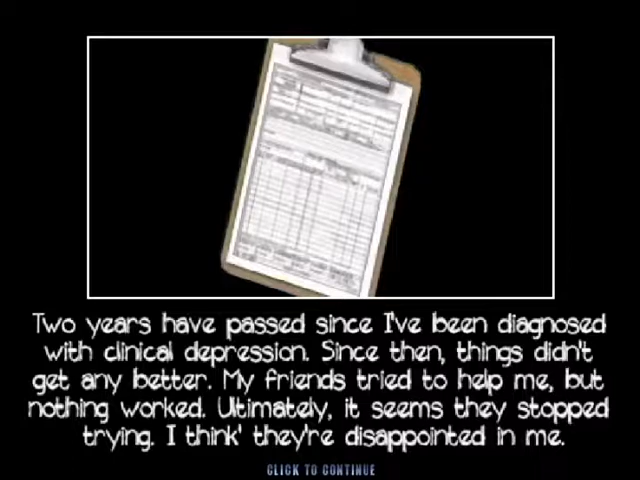 Two years have passed since I've been diagnosed
with clinical depression. Since then, things didn't
get any better. My friends tried to help me, but
nothing worked. Ultimately, it seems they stopped
trying. I think' they're disappointed in me.
CLICK TO CONTINUE